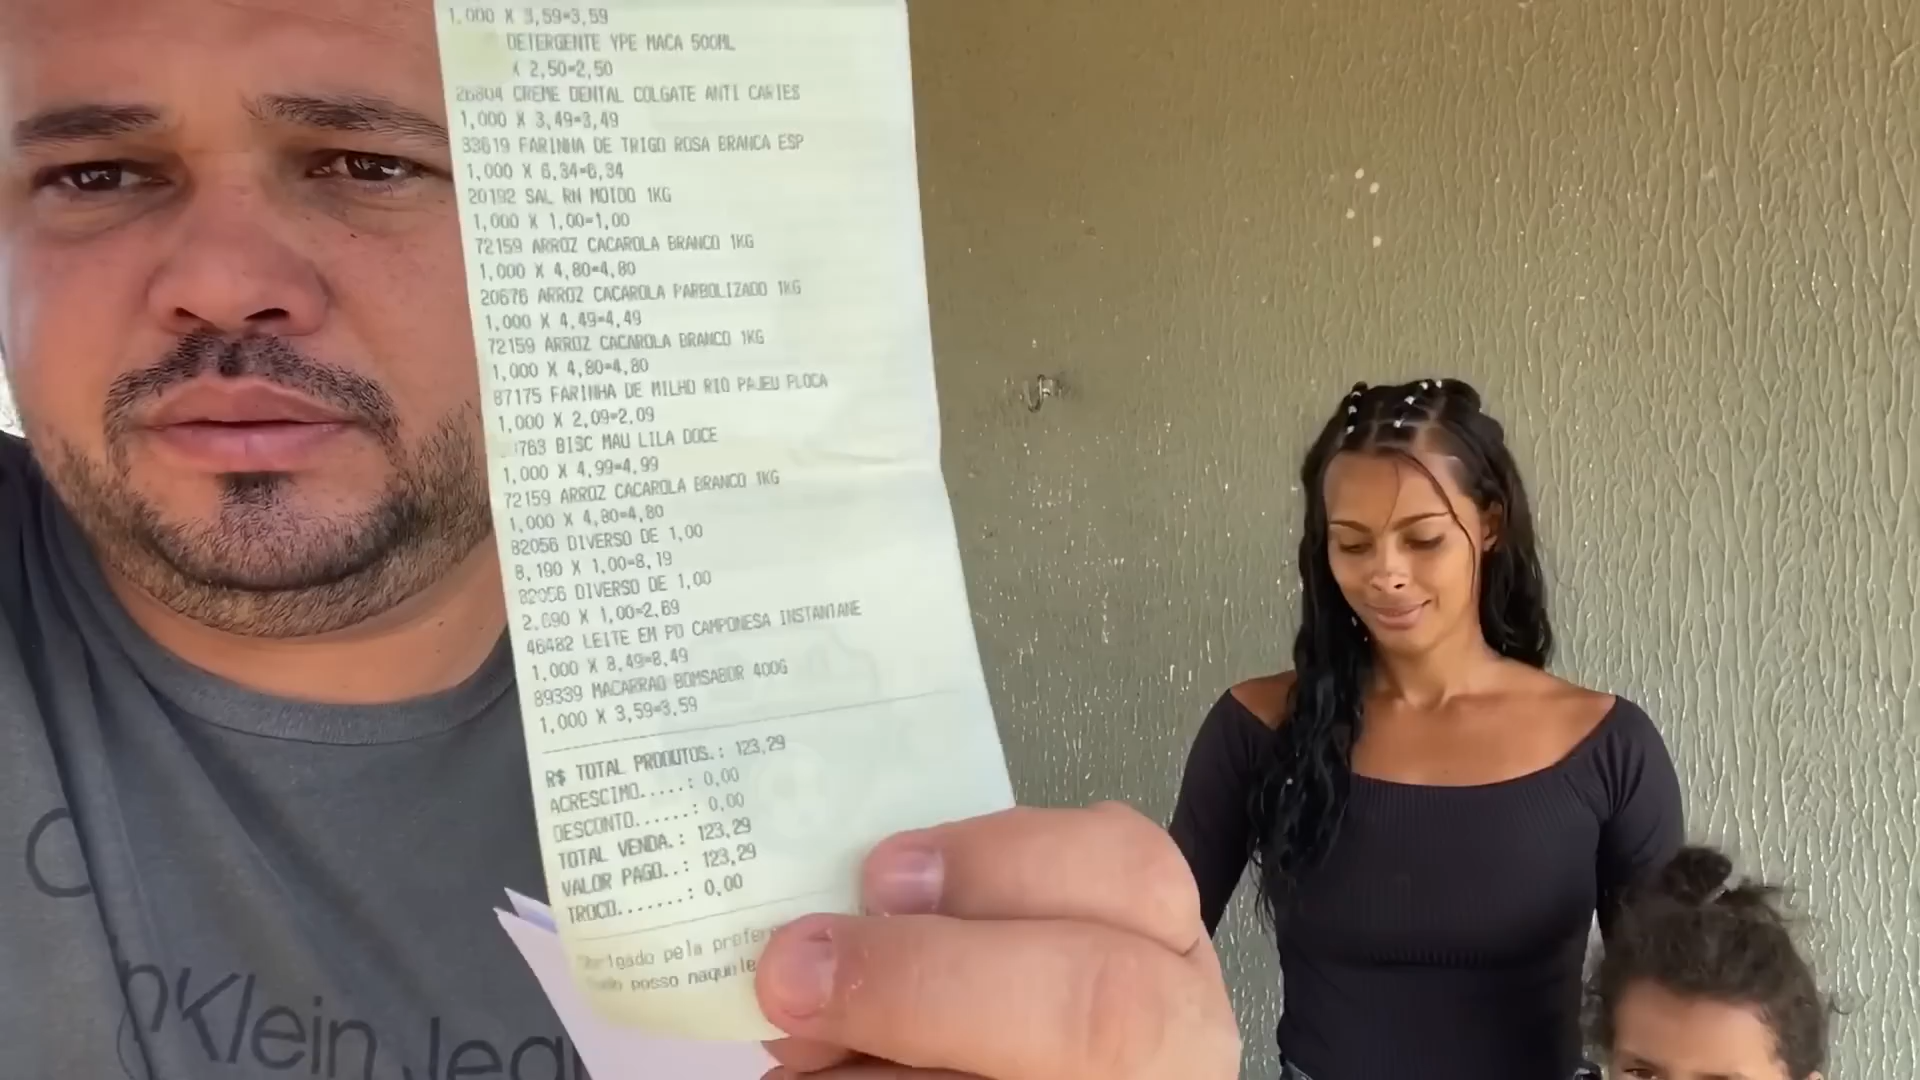 1,000 X 3,59=3,59
DETERGENTE YPE MACA 500ML
X 2,50=2,50
26804 CREME DENTAL COLGATE ANTI CARIES
1,000 X 3,49=3,49
33619 FARINHA DE TRIGO ROSA BRANCA ESP
1,000 X 6,34=6,34
20192 SAL RN MOIDO 1KG
1,000 X 1,00=1,00
72159 ARROZ CACAROLA BRANCO 1KG
1,000 X 4,80=4,80
20676 ARROZ CACAROLA PARBOLIZADO 1KG
1,000 X 4,49=4,49
72159 ARROZ CACAROLA BRANCO 1KG
1,000 X 4,80=4,80
87175 FARINHA DE MILHO RIO PAJEU FLOCA
1,000 X 2,09=2,09
763 BISC MAU LILA DOCE
1,000 X 4,99=4,99
72159 ARROZ CACAROLA BRANCO 1KG
1,000 X 4,80=4,80
82056 DIVERSO DE 1,00
8,190 X 1,00=8,19
82056 DIVERSO DE 1,00
2,690 X 1,00=2,69
46482 LEITE EM PO CAMPONESA INSTANTANE
1,000 X 8,49=8,49
89339 MACARRAO BOMSABOR 400G
1,000 X 3,59=3,59
R$ TOTAL PRODUTOS.: 123,29
ACRESCIMO.....: 0,00
DESCONTO......: 0,00
TOTAL VENDA.: 123,29
VALOR PAGO..: 123,29
TROCO.......: 0,00
Obrigado pela prefer
posso naquele
Klein Jea